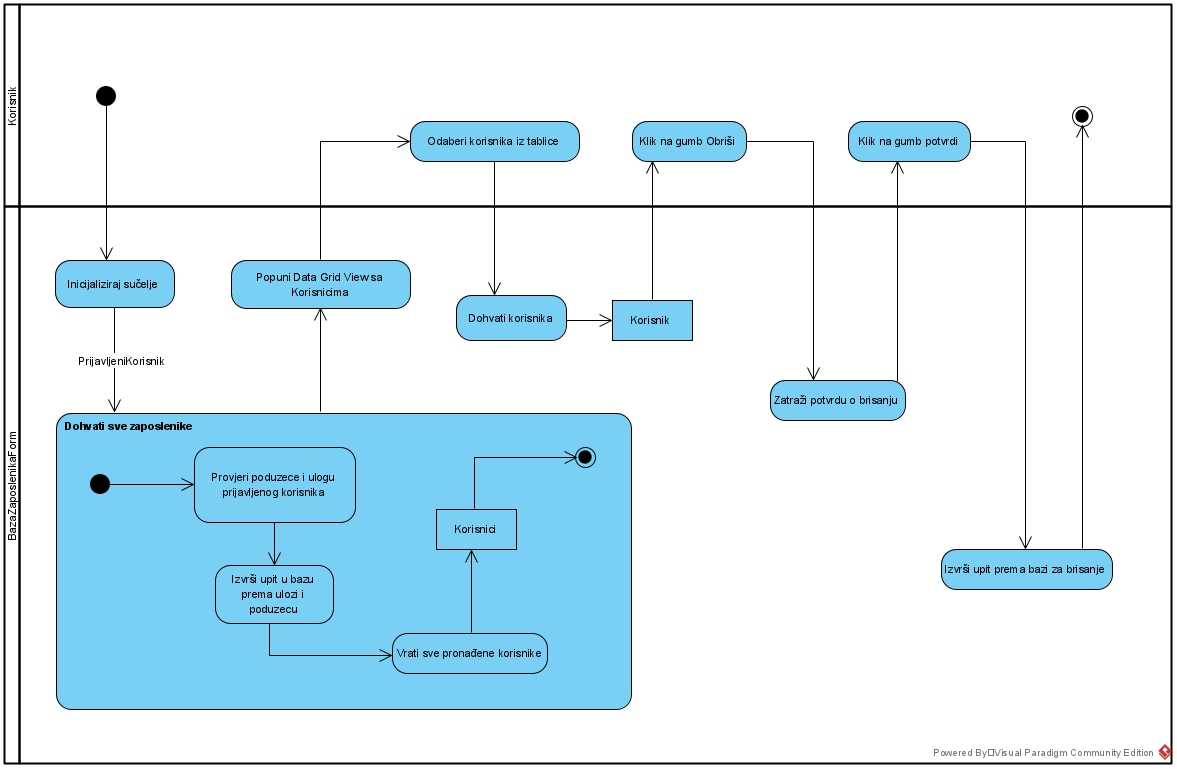 Korisnik
Odaberi korisnika iz tablice
Klik na gumb Obriši
Klik na gumb potvrdi
BazaZaposlenikaForm
Inicijaliziraj sučelje
Popuni Data Grid View sa
Korisnicima
Dohvati korisnika
Korisnik
PrijavljeniKorisnik
Zatraži potvrdu o brisanju
Dohvati sve zaposlenike
Provjeri poduzece i ulogu
prijavljenog korisnika
Korisnici
Izvrši upit u bazu
prema ulozi i
poduzecu
Izvrši upit prema bazi za brisanje
Vrati sve pronađene korisnike
Powered By Visual Paradigm Community Edition